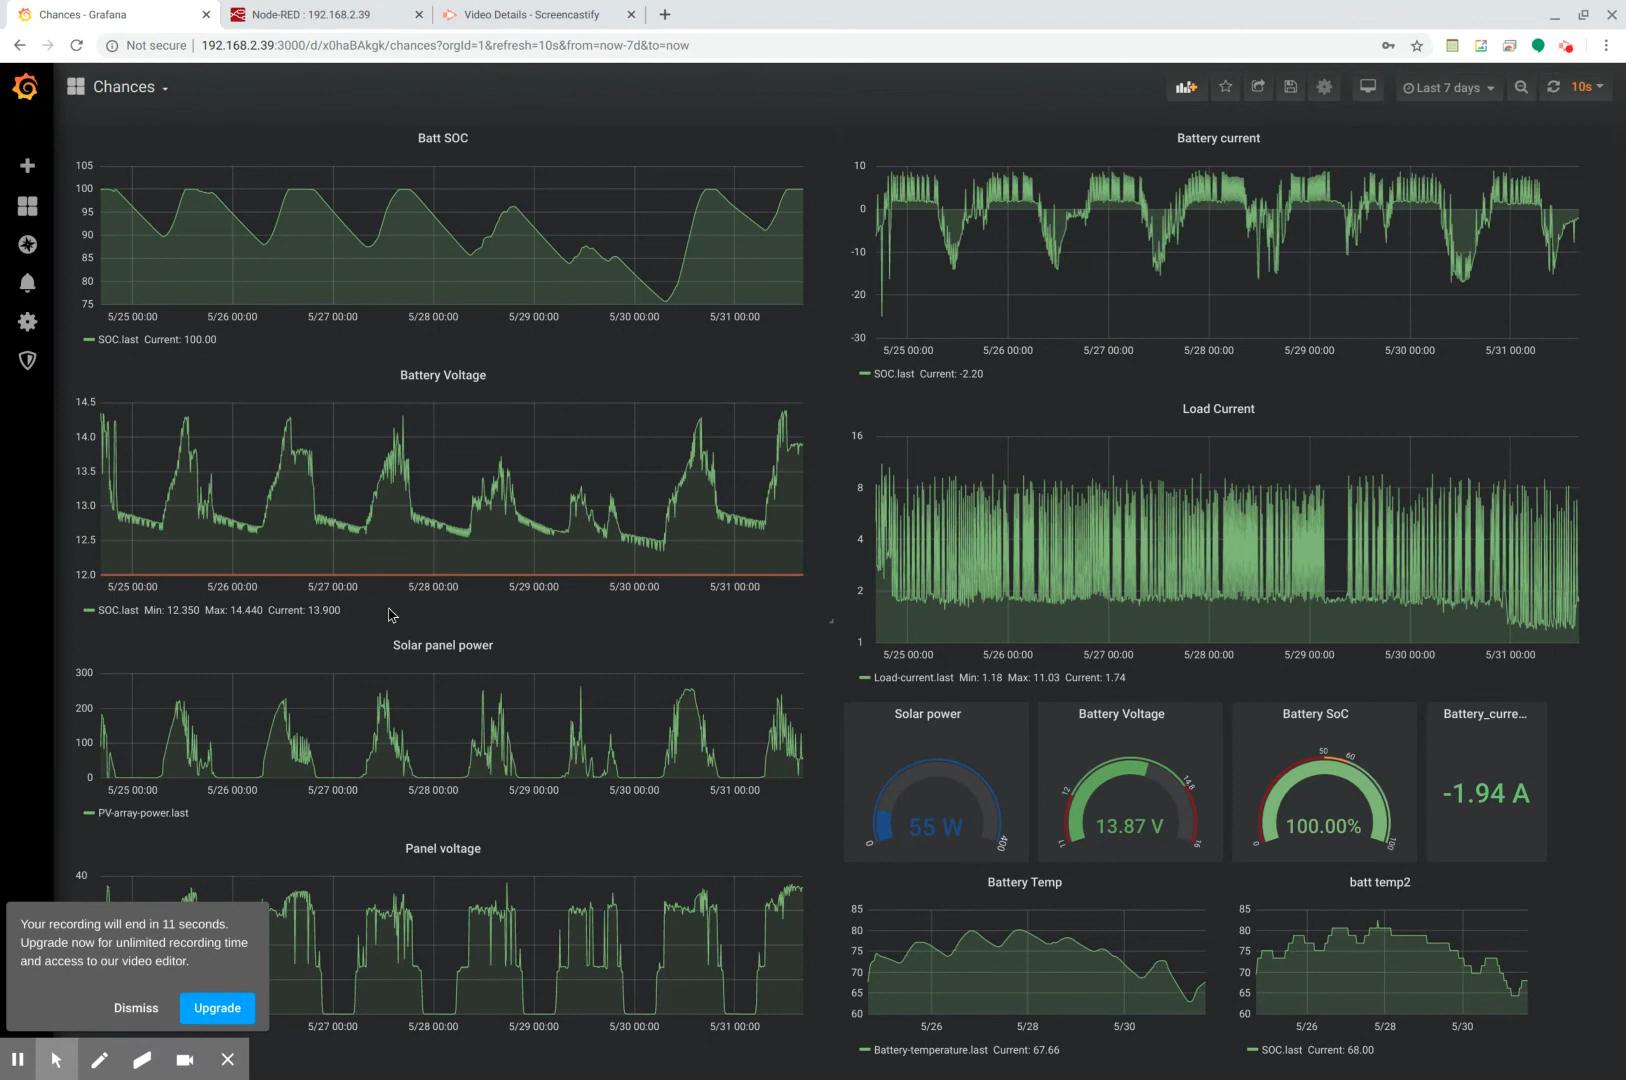 Chances - Grafana
Node-RED : 192.168.2.39
Video Details - Screencastify
Not secure
192.168.2.39:3000/d/x0haBAkgk/chances?orgId=1&refresh=10s&from=now-7d&to=now
Chances
Last 7 days
10s
Batt SOC
105
100
95
90
85
80
75
5/25 00:00 5/26 00:00 5/27 00:00 5/28 00:00 5/29 00:00 5/30 00:00 5/31 00:00
SOC.last Current: 100.00
Battery Voltage
14.5
14.0
13.5
13.0
12.5
12.0
5/25 00:00 5/26 00:00 5/27 00:00 5/28 00:00 5/29 00:00 5/30 00:00 5/31 00:00
SOC.last Min: 12.350 Max: 14.440 Current: 13.900
Solar panel power
300
200
100
0
5/25 00:00 5/26 00:00 5/27 00:00 5/28 00:00 5/29 00:00 5/30 00:00 5/31 00:00
PV-array-power.last
Panel voltage
40
5/27 00:00 5/28 00:00 5/29 00:00 5/30 00:00 5/31 00:00
Your recording will end in 11 seconds.
Upgrade now for unlimited recording time
and access to our video editor.
Dismiss
Upgrade
Battery current
10
0
-10
-20
-30
5/25 00:00 5/26 00:00 5/27 00:00 5/28 00:00 5/29 00:00 5/30 00:00 5/31 00:00
SOC.last Current: -2.20
Load Current
16
8
4
2
1
5/25 00:00 5/26 00:00 5/27 00:00 5/28 00:00 5/29 00:00 5/30 00:00 5/31 00:00
Load-current.last Min: 1.18 Max: 11.03 Current: 1.74
Solar power
0
400
55 W
Battery Voltage
11
12
14.8
16
13.87 V
Battery SoC
0
50
60
100
100.00%
Battery_curre...
-1.94 A
Battery Temp
85
80
75
70
65
60
5/26 5/28 5/30
Battery-temperature.last Current: 67.66
batt temp2
85
80
75
70
65
60
5/26 5/28 5/30
SOC.last Current: 68.00